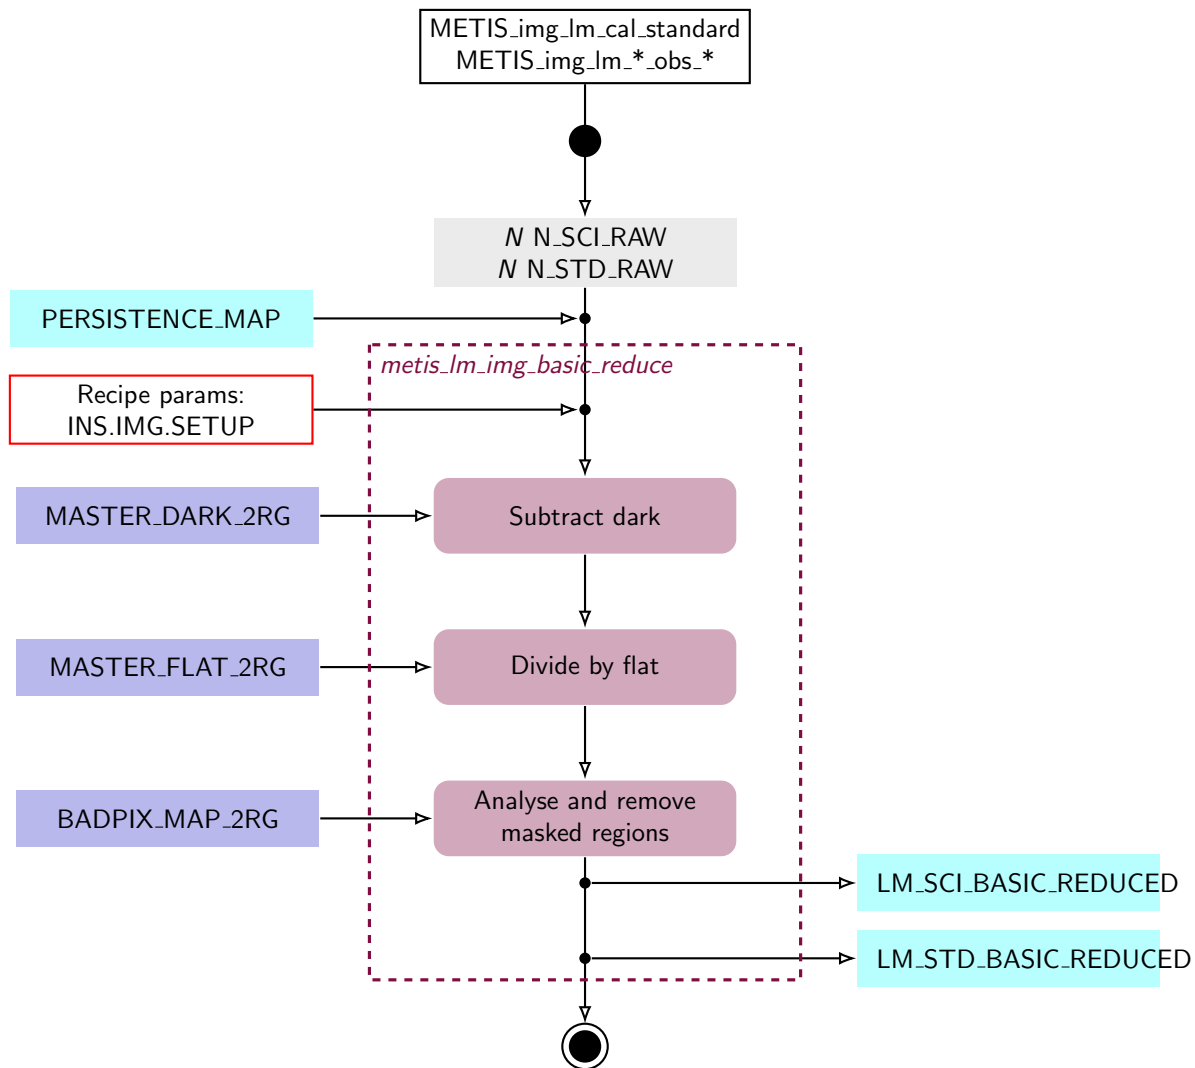 METIS_img_lm_cal_standard
METIS_img_lm_*_obs_*
N N_SCI_RAW
N N_STD_RAW
PERSISTENCE_MAP
metis_lm_img_basic_reduce
Recipe params:
INS.IMG.SETUP
MASTER_DARK_2RG
Subtract dark
MASTER_FLAT_2RG
Divide by flat
BADPIX_MAP_2RG
Analyse and remove
masked regions
LM_SCI_BASIC_REDUCED
LM_STD_BASIC_REDUCED